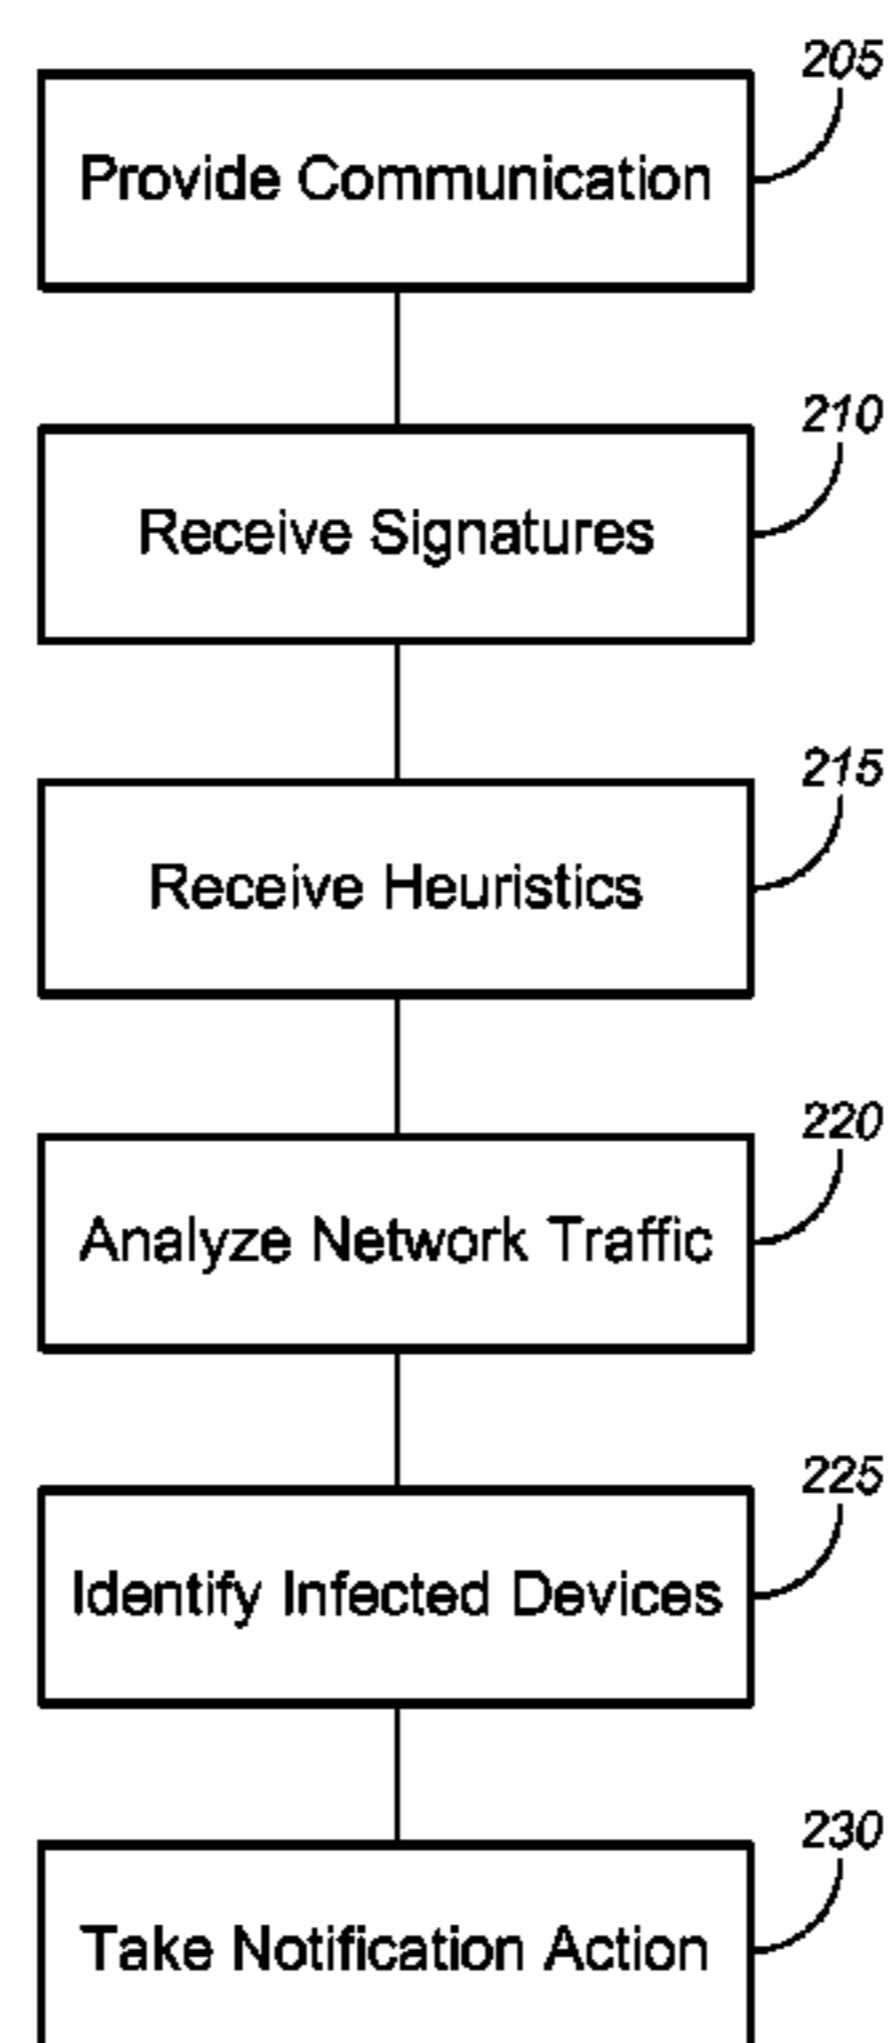 205
Provide Communication
210
Receive Signatures
215
Receive Heuristics
220
Analyze Network Traffic
225
Identify Infected Devices
230
Take Notification Action